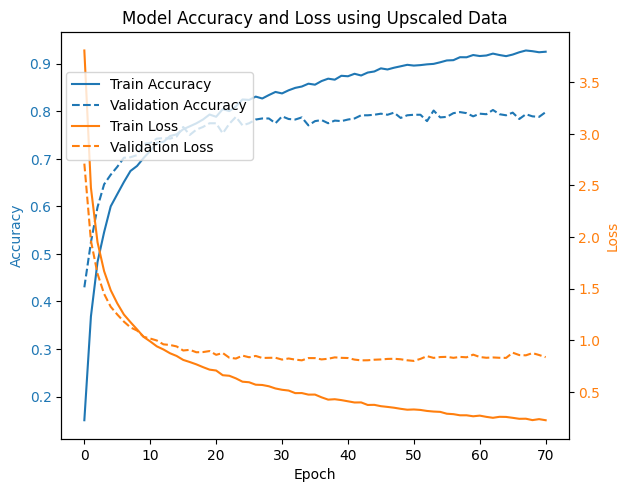 Model Accuracy and Loss using Upscaled Data
Train Accuracy
Validation Accuracy
Train Loss
Validation Loss
Accuracy
0.9
0.8
0.7
0.6
0.5
0.4
0.3
0.2
Loss
3.5
3.0
2.5
2.0
1.5
1.0
0.5
0 10 20 30 40 50 60 70
Epoch